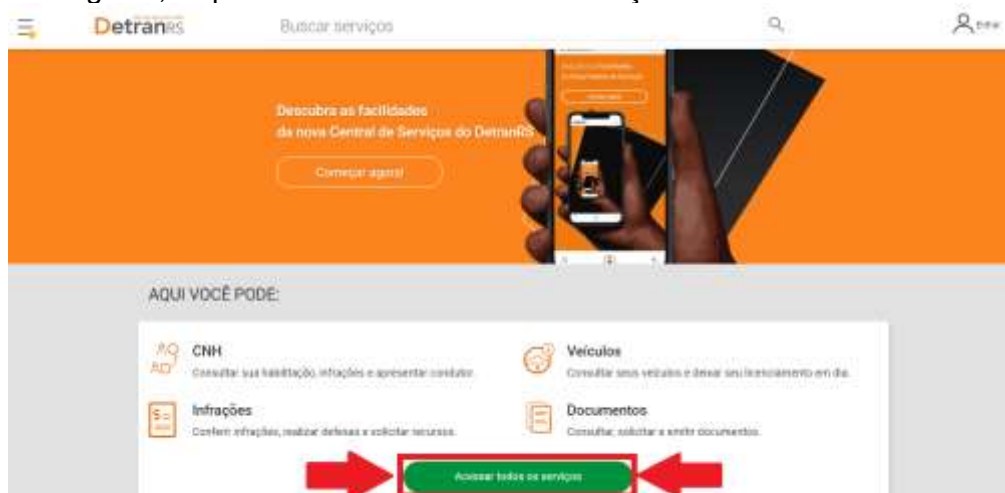 DetranRS
Buscar serviços
Descubra as facilidades
da nova Central de Serviços do DetranRS
Começar agora!
AQUI VOCÊ PODE:
CNH
Consultar sua habilitação, infrações e apresentar condutor.
Veículos
Consultar seus veículos e deixar seu licenciamento em dia.
Infrações
Conferir infrações, realizar defesas e solicitar recursos.
Documentos
Consultar, solicitar e emitir documentos.
Acessar todos os serviços